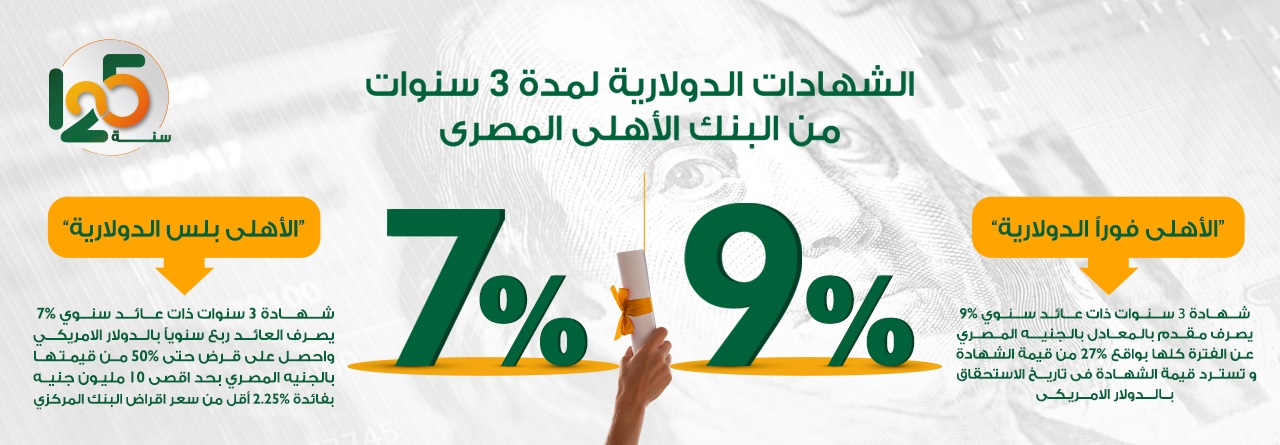 125
سنة
الشهادات الدولارية لمدة 3 سنوات
من البنك الأهلى المصرى
"الأهلى فوراً الدولارية"
9%
شهادة 3 سنوات ذات عائد سنوي 9%
يصرف مقدم بالمعادل بالجنيه المصري
عن الفترة كلها بواقع 27% من قيمة الشهادة
و تسترد قيمة الشهادة فى تاريخ الاستحقاق
بالدولار الامريكى
"الأهلى بلس الدولارية"
7%
شهادة 3 سنوات ذات عائد سنوي 7%
يصرف العائد ربع سنوياً بالدولار الامريكي
واحصل على قرض حتى 50% من قيمتها
بالجنيه المصري بحد اقصى 10 مليون جنيه
بفائدة 2.25% أقل من سعر اقراض البنك المركزي